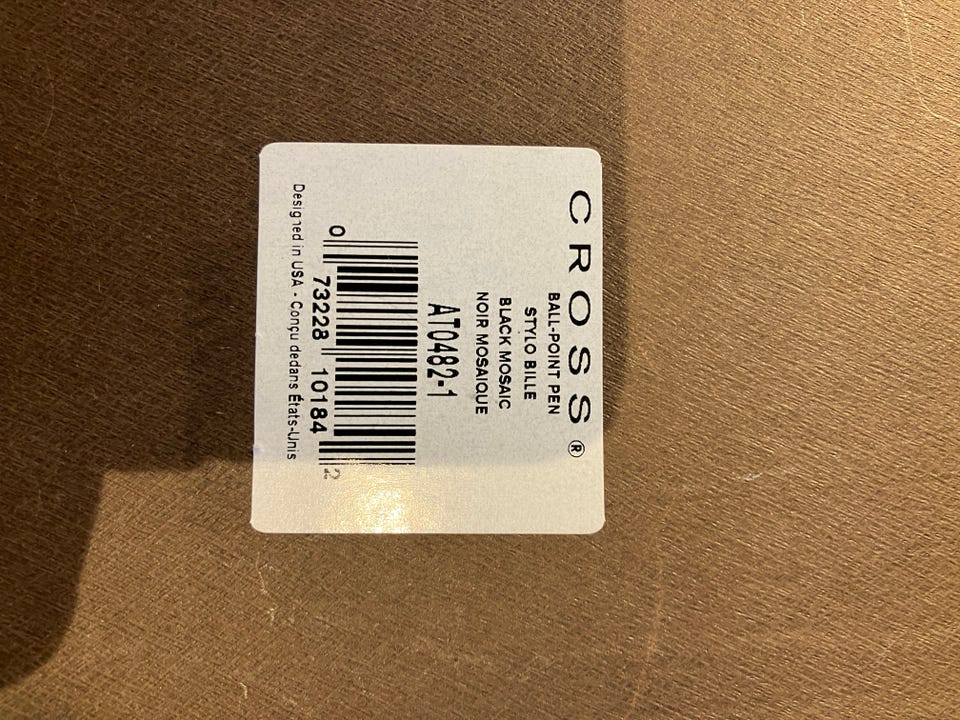 CROSS®
BALL-POINT PEN
STYLO BILLE
BLACK MOSAIC
NOIR MOSAIQUE
AT0482-1
0 73228 10184 2
Designed in USA - Conçu dedans États-Unis